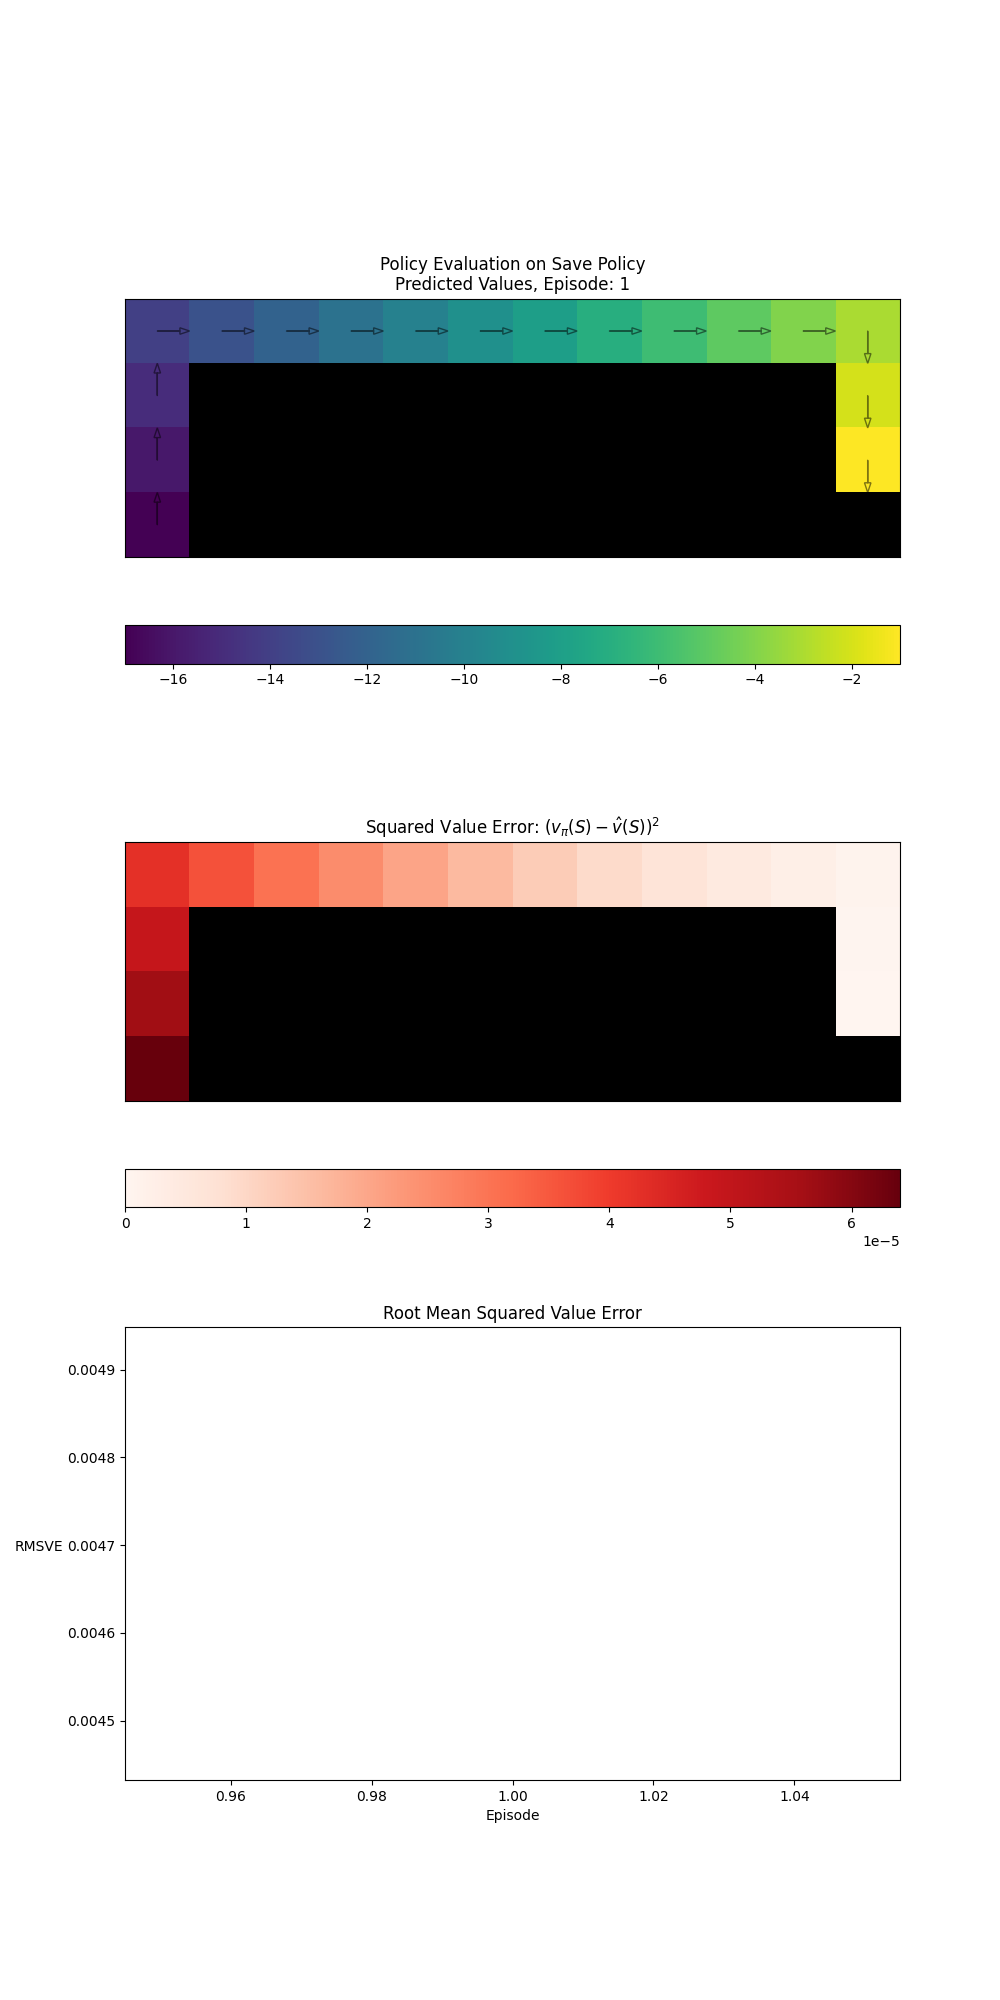 Policy Evaluation on Save Policy
Predicted Values, Episode: 1
−16 −14 −12 −10 −8 −6 −4 −2
Squared Value Error: $(v_\pi(S) - \hat{v}(S))^2$
0 1 2 3 4 5 6
1e−5
Root Mean Squared Value Error
0.0049
0.0048
RMSVE 0.0047
0.0046
0.0045
0.96 0.98 1.00 1.02 1.04
Episode